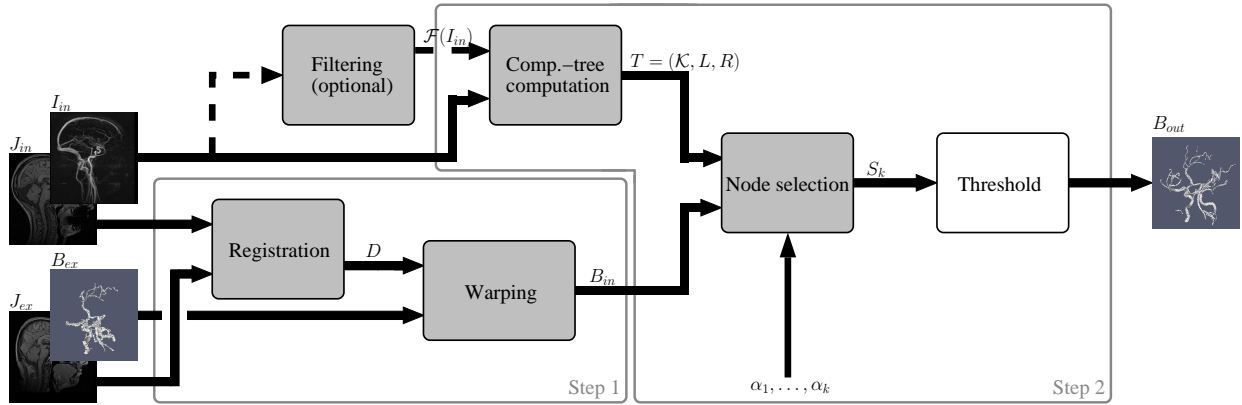 Filtering
(optional)
F(I_in)
Comp.–tree
computation
T = (K, L, R)
I_in
J_in
B_out
Node selection
S_k
Threshold
Registration
D
B_ex
Warping
B_in
J_ex
Step 1
α_1, . . . , α_k
Step 2